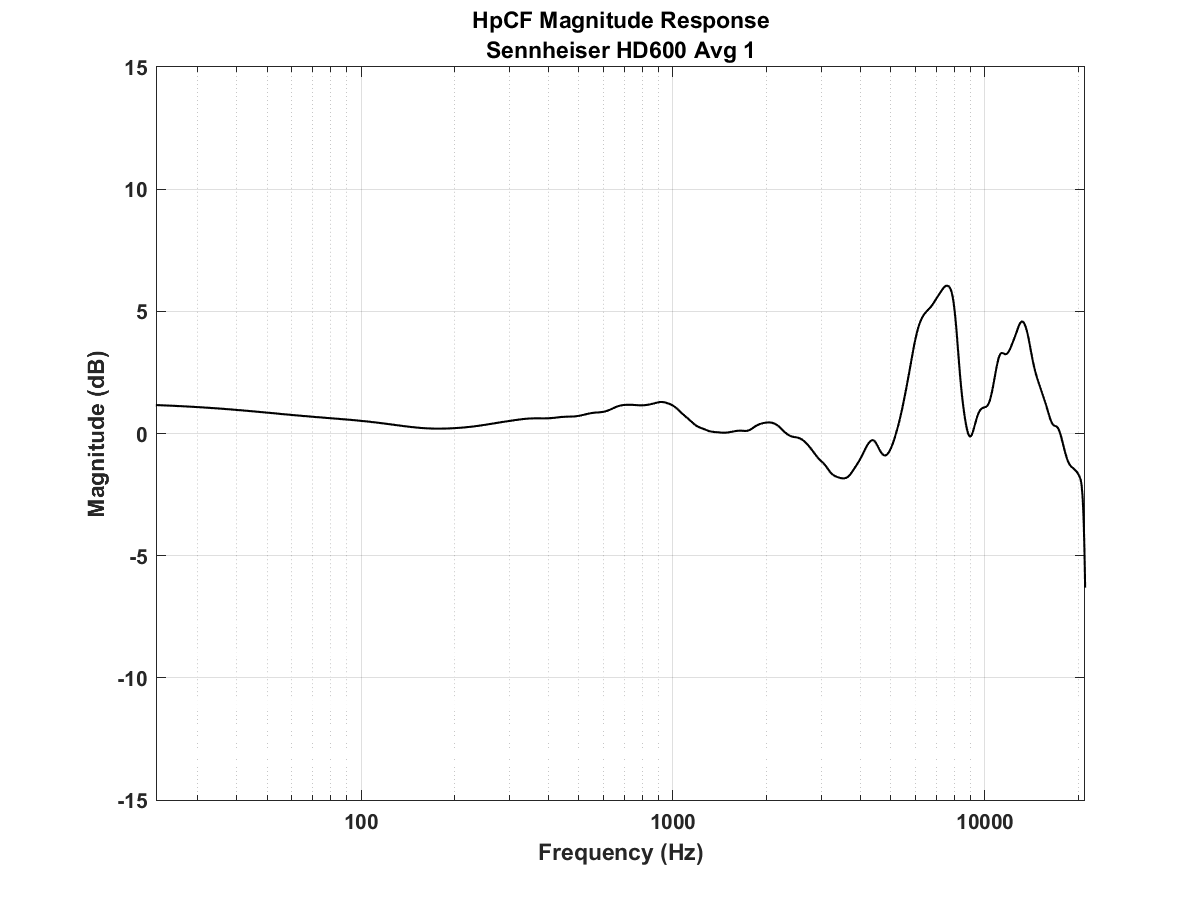 HpCF Magnitude Response
Sennheiser HD600 Avg 1
15
10
5
0
-5
-10
-15
Magnitude (dB)
100
1000
10000
Frequency (Hz)